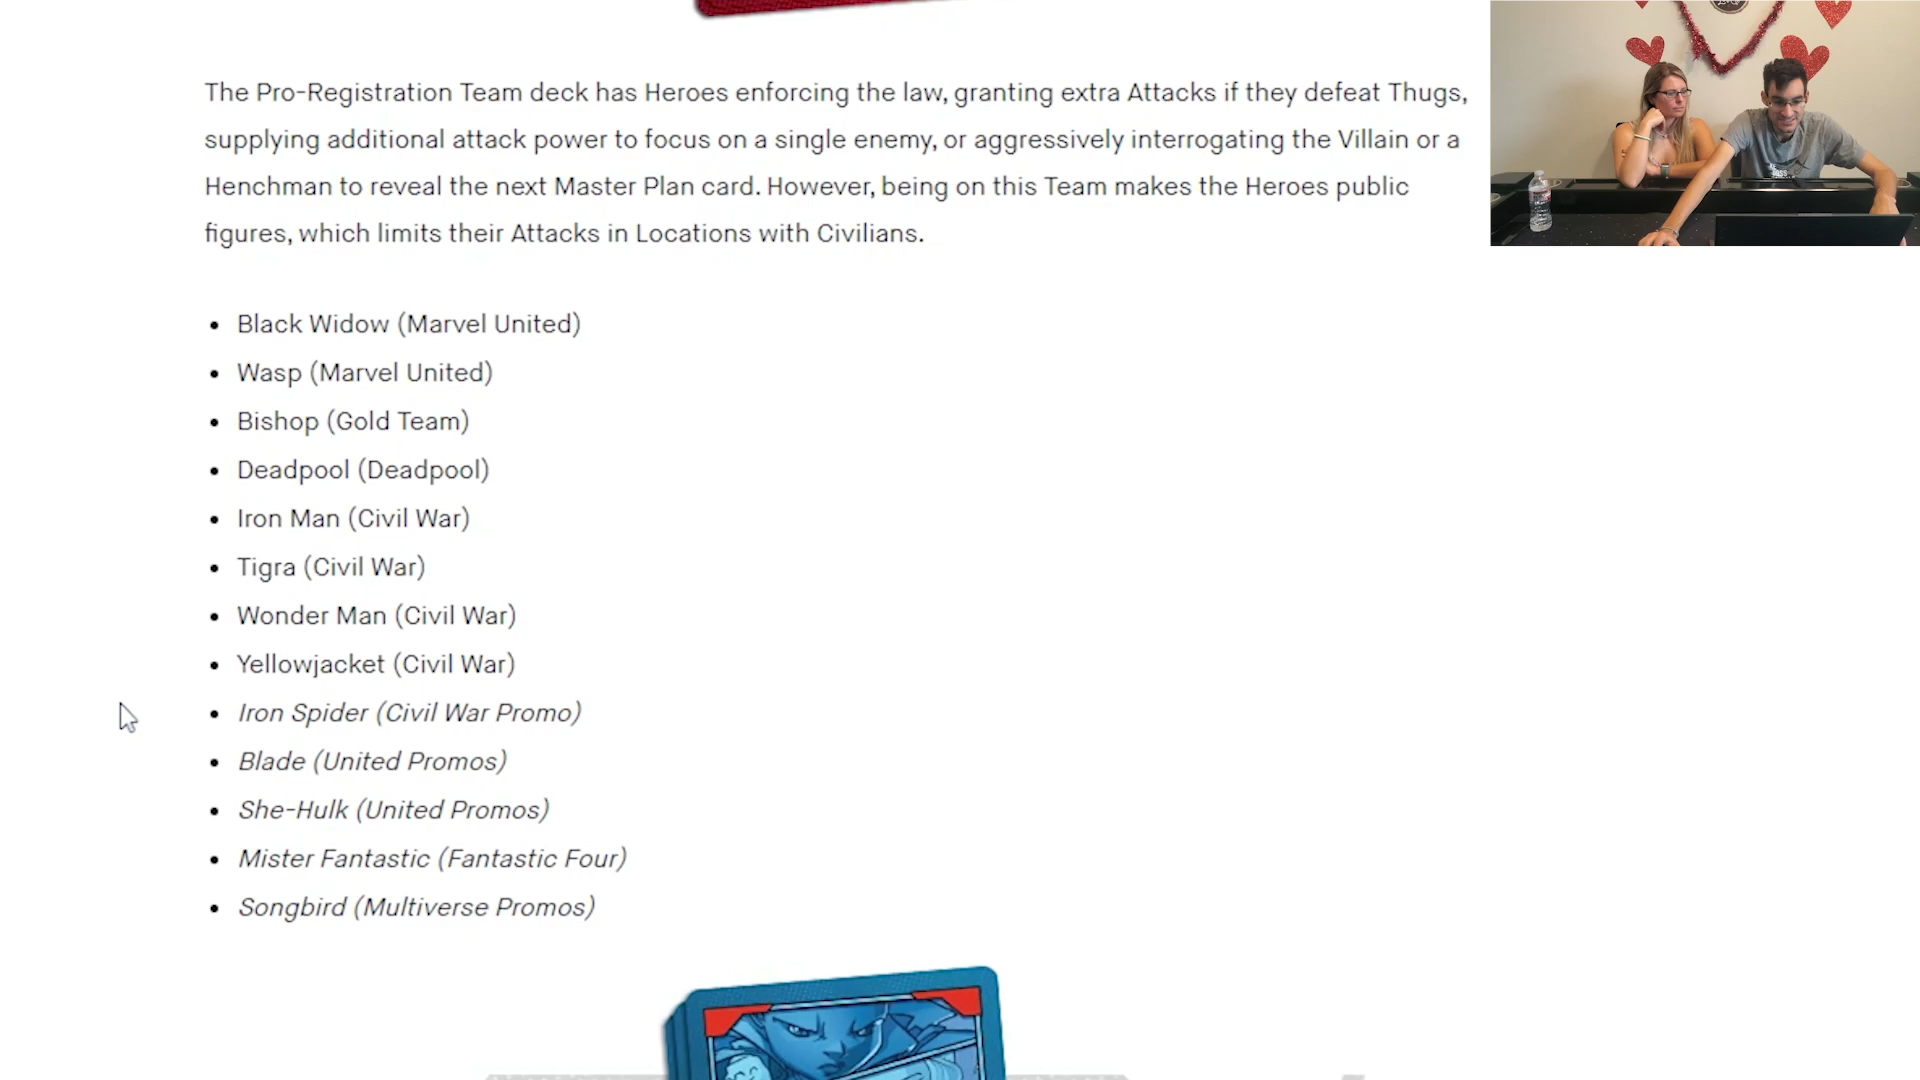 The Pro-Registration Team deck has Heroes enforcing the law, granting extra Attacks if they defeat Thugs,
supplying additional attack power to focus on a single enemy, or aggressively interrogating the Villain or a
Henchman to reveal the next Master Plan card. However, being on this Team makes the Heroes public
figures, which limits their Attacks in Locations with Civilians.
• Black Widow (Marvel United)
• Wasp (Marvel United)
• Bishop (Gold Team)
• Deadpool (Deadpool)
• Iron Man (Civil War)
• Tigra (Civil War)
• Wonder Man (Civil War)
• Yellowjacket (Civil War)
• Iron Spider (Civil War Promo)
• Blade (United Promos)
• She-Hulk (United Promos)
• Mister Fantastic (Fantastic Four)
• Songbird (Multiverse Promos)